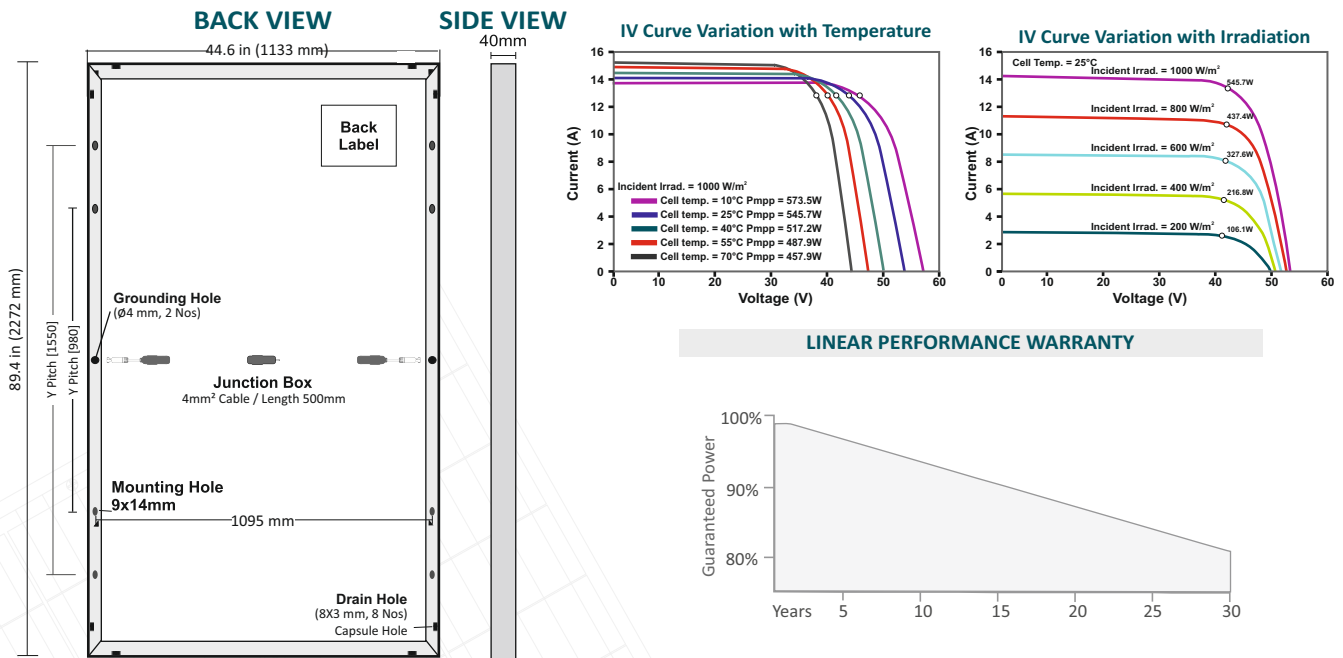 BACK VIEW
SIDE VIEW
44.6 in (1133 mm)
40mm
Back
Label
89.4 in (2272 mm)
Y Pitch [1550]
Y Pitch [980]
Grounding Hole
(Ø4 mm, 2 Nos)
Junction Box
4mm² Cable / Length 500mm
Mounting Hole
9x14mm
1095 mm
Drain Hole
(8X3 mm, 8 Nos)
Capsule Hole
IV Curve Variation with Temperature
Current (A)
16
14
12
10
8
6
4
2
0
Incident Irrad. = 1000 W/m²
Cell temp. = 10°C Pmpp = 573.5W
Cell temp. = 25°C Pmpp = 545.7W
Cell temp. = 40°C Pmpp = 517.2W
Cell temp. = 55°C Pmpp = 487.9W
Cell temp. = 70°C Pmpp = 457.9W
0 10 20 30 40 50 60
Voltage (V)
IV Curve Variation with Irradiation
Current (A)
16
14
12
10
8
6
4
2
0
Cell Temp. = 25°C
Incident Irrad. = 1000 W/m²
545.7W
Incident Irrad. = 800 W/m²
437.4W
Incident Irrad. = 600 W/m²
327.6W
Incident Irrad. = 400 W/m²
216.8W
Incident Irrad. = 200 W/m²
106.1W
0 10 20 30 40 50 60
Voltage (V)
LINEAR PERFORMANCE WARRANTY
Guaranteed Power
100%
90%
80%
Years 5 10 15 20 25 30